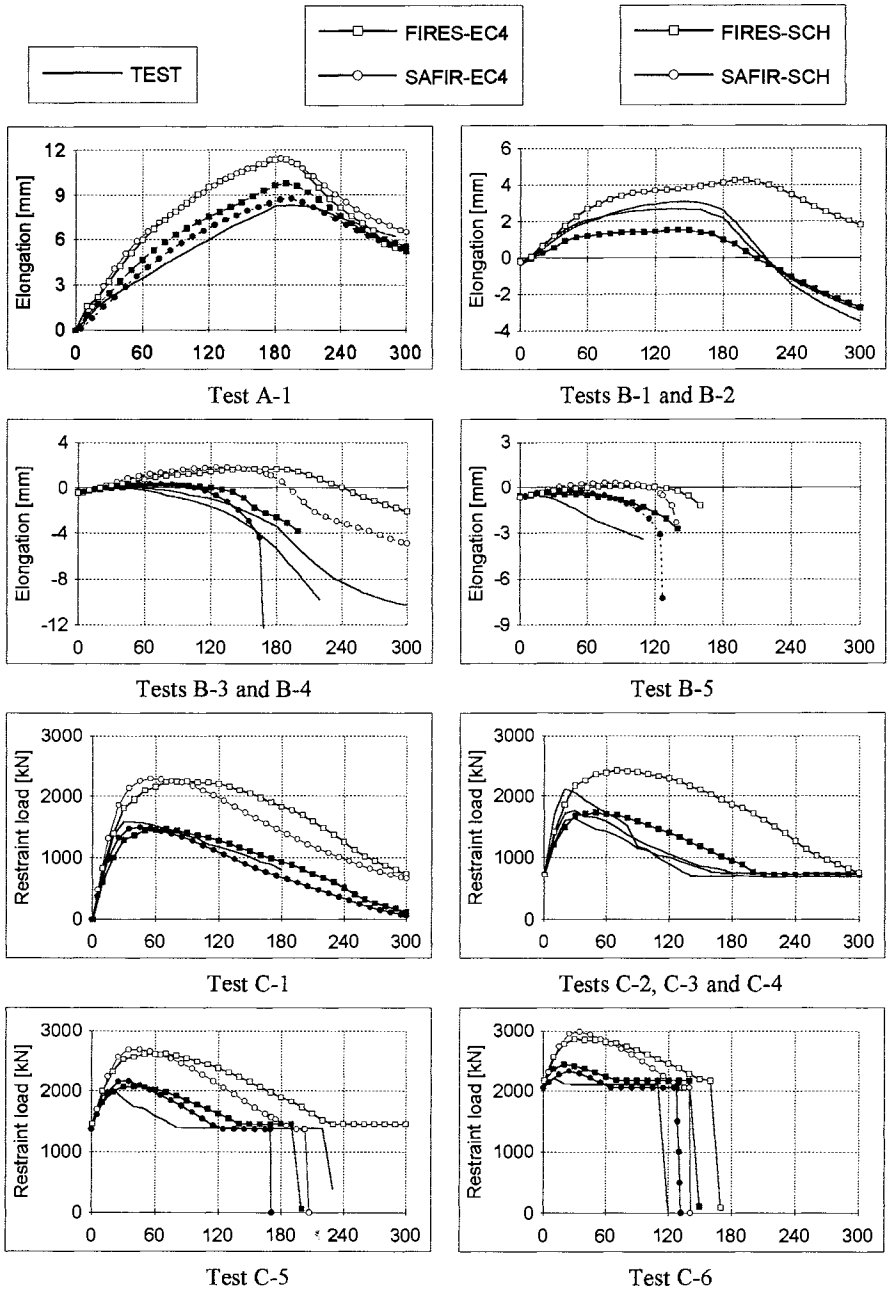 TEST
FIRES-EC4
SAFIR-EC4
FIRES-SCH
SAFIR-SCH
Elongation [mm]
12
9
6
3
0
0 60 120 180 240 300
Test A-1
Elongation [mm]
6
4
2
0
-2
-4
0 60 120 180 240 300
Tests B-1 and B-2
Elongation [mm]
4
0
-4
-8
-12
0 60 120 180 240 300
Tests B-3 and B-4
Elongation [mm]
3
0
-3
-6
-9
0 60 120 180 240 300
Test B-5
Restraint load [kN]
3000
2000
1000
0
0 60 120 180 240 300
Test C-1
Restraint load [kN]
3000
2000
1000
0
0 60 120 180 240 300
Tests C-2, C-3 and C-4
Restraint load [kN]
3000
2000
1000
0
0 60 120 180 240 300
Test C-5
Restraint load [kN]
3000
2000
1000
0
0 60 120 180 240 300
Test C-6